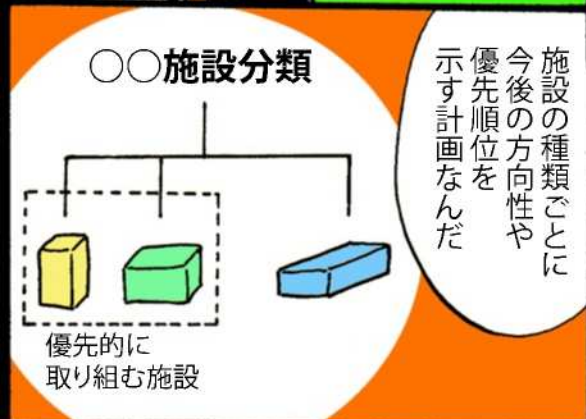 施設の種類ごとに
今後の方向性や
優先順位を
示す計画なんだ
○○施設分類
優先的に
取り組む施設